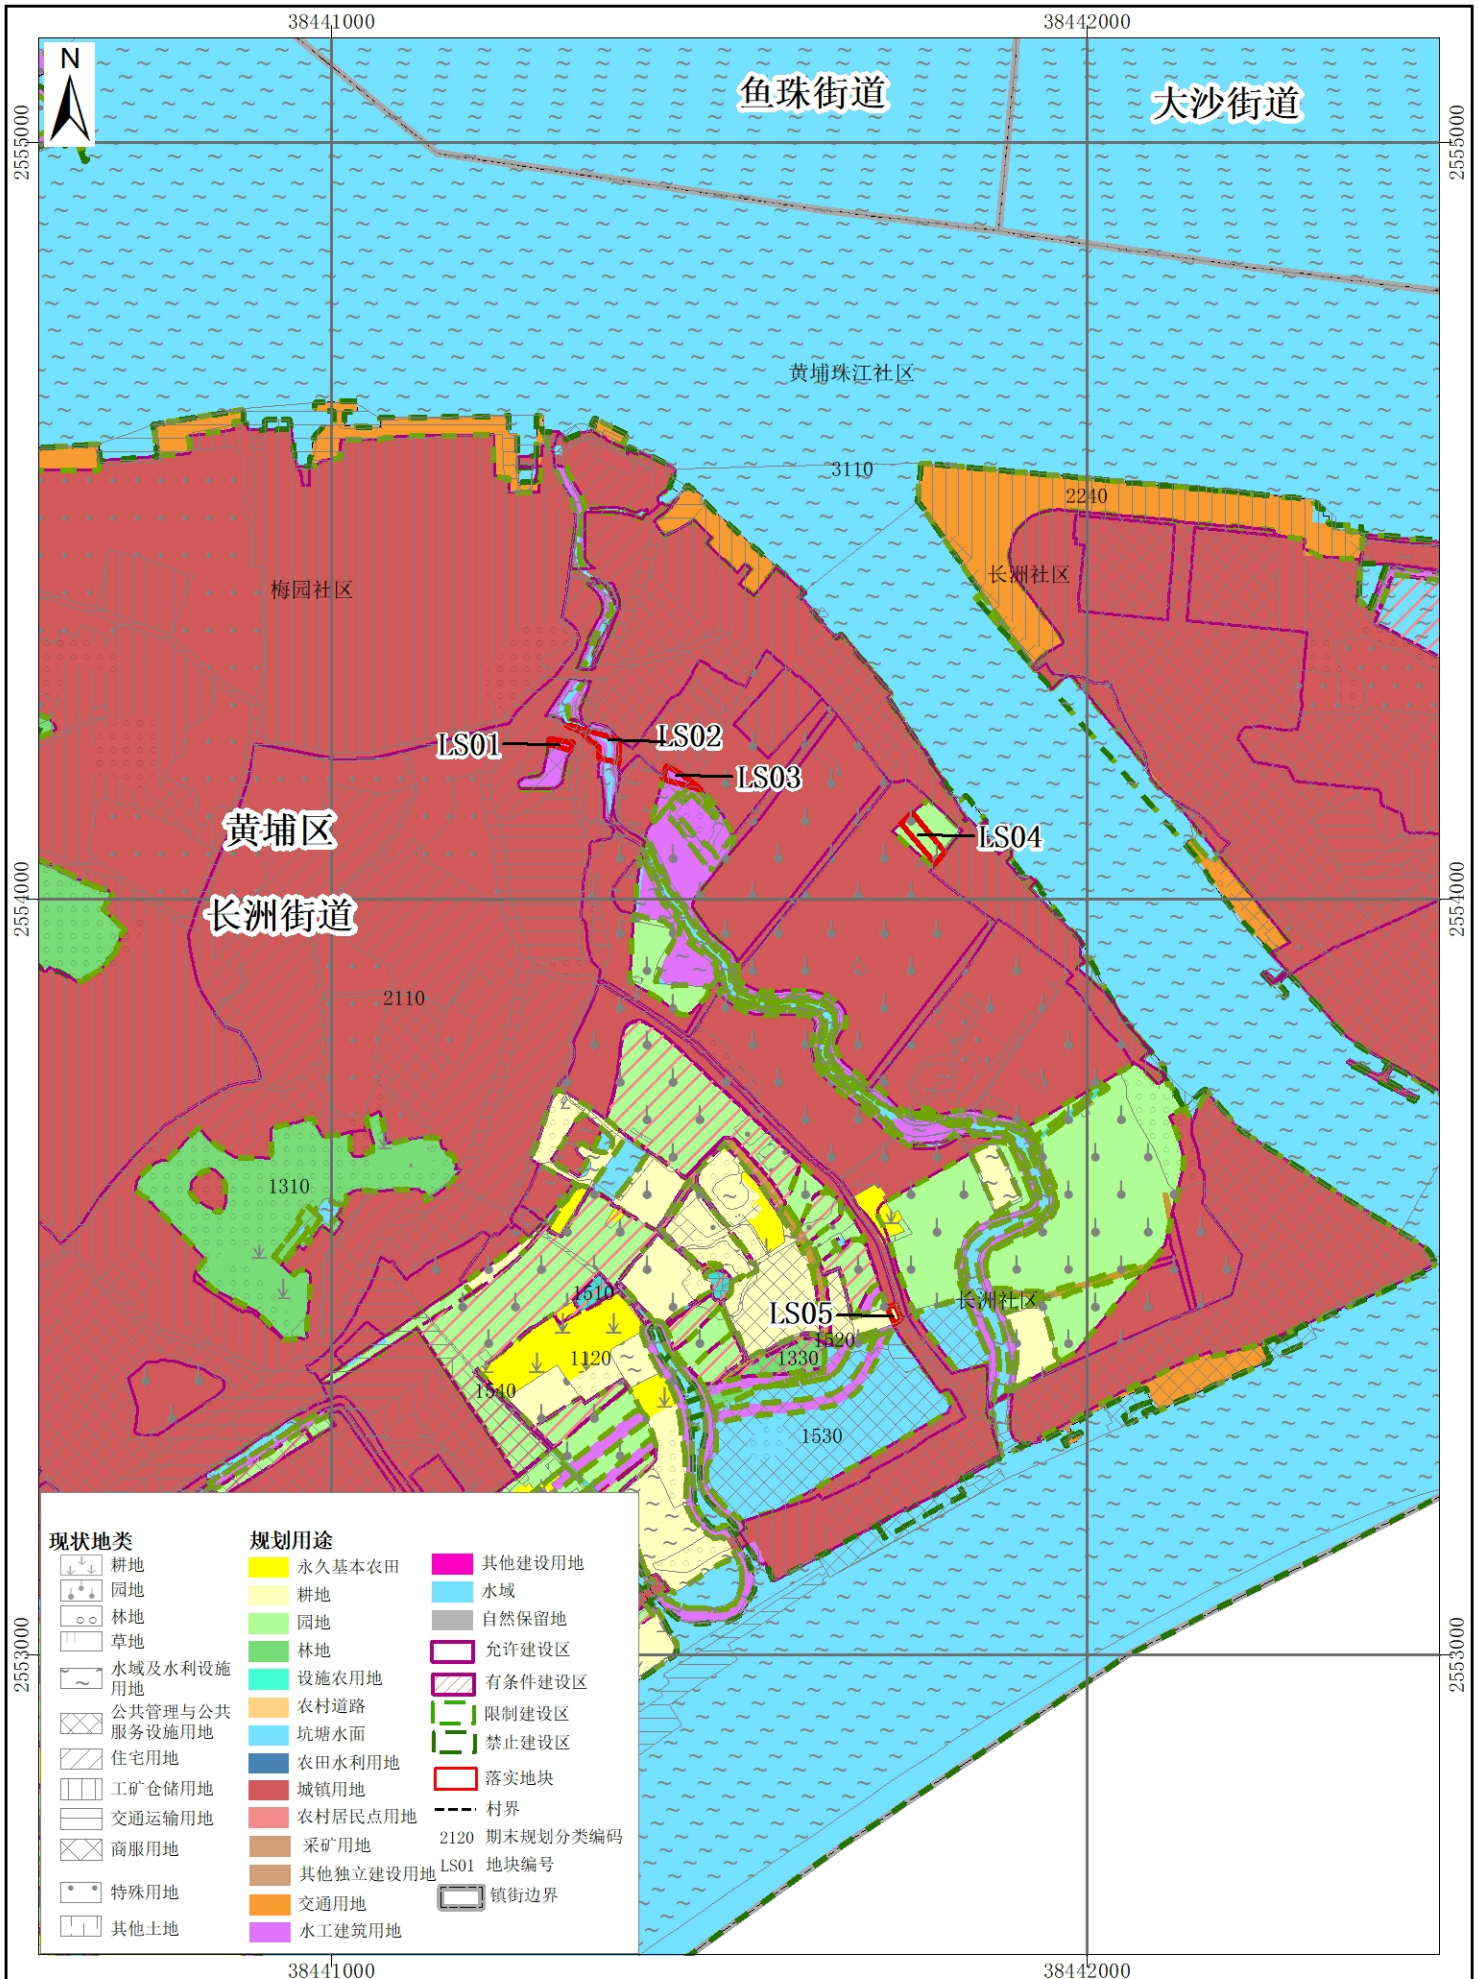 38441000
38442000
N
鱼珠街道
大沙街道
2555000
2555000
黄埔珠江社区
3110
2240
长洲社区
梅园社区
LS01
LS02
LS03
LS04
黄埔区
长洲街道
2554000
2554000
2110
1310
1510
长洲社区
LS05
1520
1330
1120
1540
1530
2553000
2553000
现状地类
耕地
园地
林地
草地
水域及水利设施
用地
公共管理与公共
服务设施用地
住宅用地
工矿仓储用地
交通运输用地
商服用地
特殊用地
其他土地
规划用途
永久基本农田
耕地
园地
林地
设施农用地
农村道路
坑塘水面
农田水利用地
城镇用地
农村居民点用地
采矿用地
其他独立建设用地
交通用地
水工建筑用地
其他建设用地
水域
自然保留地
允许建设区
有条件建设区
限制建设区
禁止建设区
落实地块
村界
2120 期末规划分类编码
LS01 地块编号
镇街边界
38441000
38442000